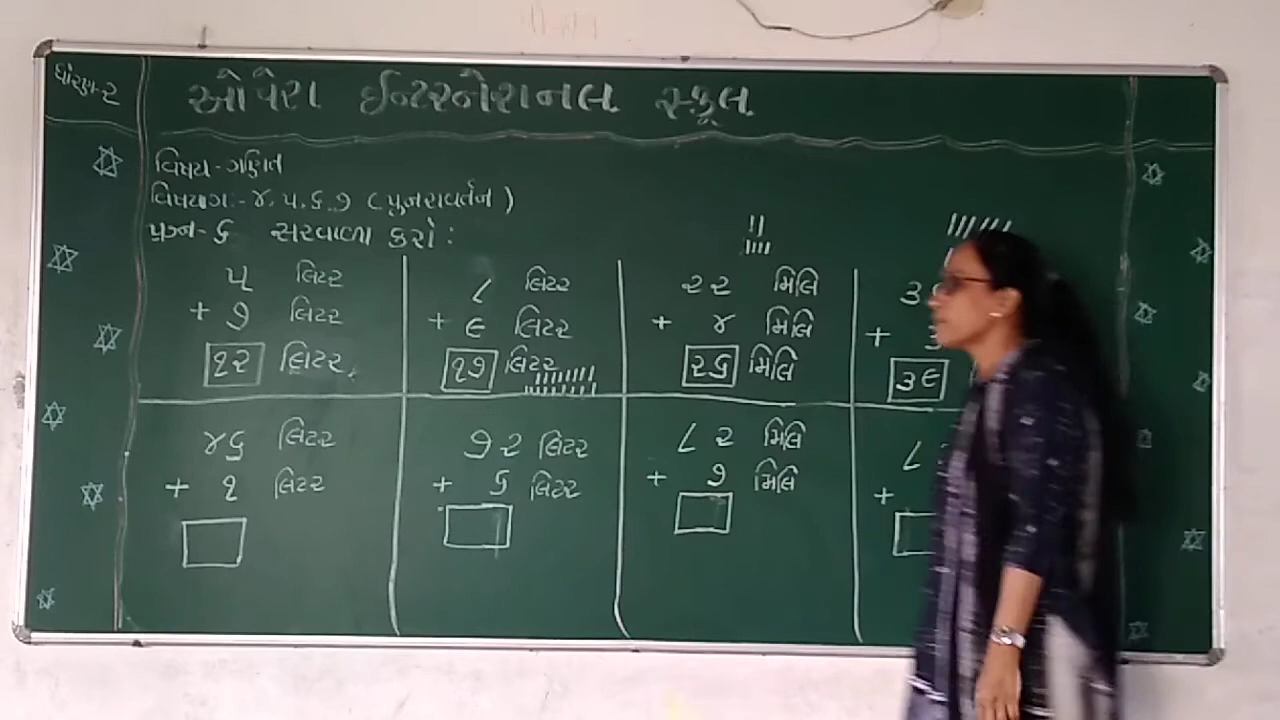 ધોરણ-૨
ઓપેરા ઈન્ટરનેશનલ સ્કૂલ
વિષય - ગણિત
વિભાગ :- ૪.૫.૬.૭ (પુનરાવર્તન)
પ્રશ્ન-૬ સરવાળા કરો :
૫ લિટર
+ ૭ લિટર
૧૨ લિટર
૮ લિટર
+ ૯ લિટર
૧૭ લિટર
૨૨ મિલિ
+ ૪ મિલિ
૨૬ મિલિ
૩
+
૩૯
૪૬ લિટર
+ ૧ લિટર
૭૨ લિટર
+ ૬ લિટર
૮૨ મિલિ
+ ૭ મિલિ
૮
+